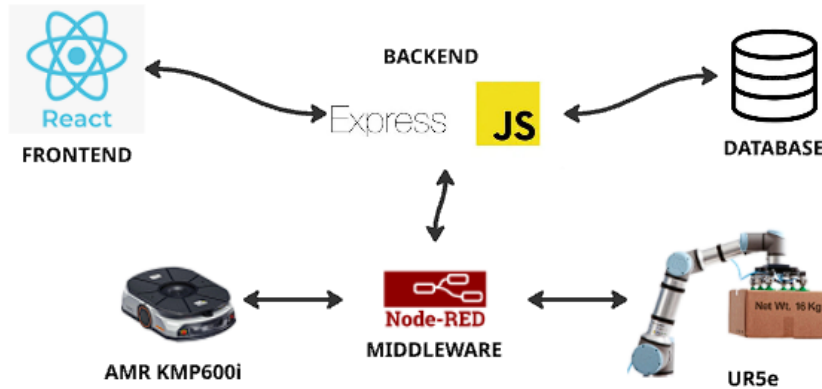 BACKEND
React
Express
JS
FRONTEND
DATABASE
Node-RED
Net Wt. 16 Kg
AMR KMP600i
MIDDLEWARE
UR5e